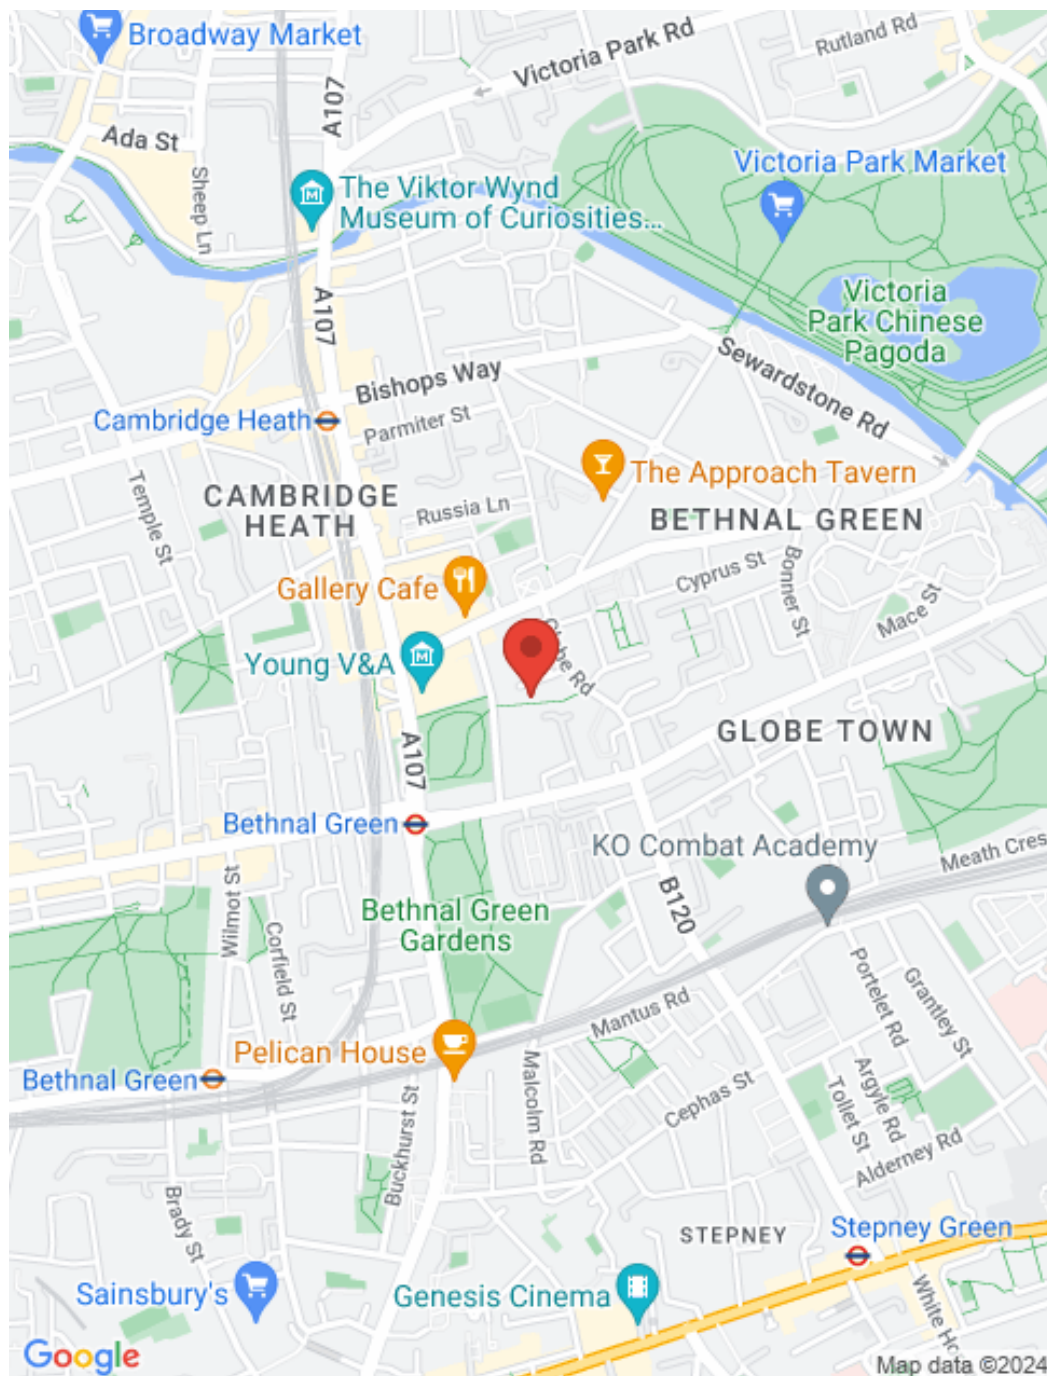 Broadway Market
Victoria Park Rd
Rutland Rd
A107
Ada St
Victoria Park Market
Sheep Ln
The Viktor Wynd
Museum of Curiosities...
A107
Victoria
Park Chinese
Pagoda
Sewardstone Rd
Bishops Way
Cambridge Heath
Parmiter St
The Approach Tavern
Temple St
CAMBRIDGE
HEATH
Russia Ln
BETHNAL GREEN
Gallery Cafe
Cyprus St
Bonner St
Mace St
Young V&A
Rd
A107
GLOBE TOWN
Bethnal Green
KO Combat Academy
Meath Cres
Wilmot St
Corfield St
Bethnal Green
Gardens
B120
Portelet Rd
Grantley St
Mantus Rd
Pelican House
Bethnal Green
Buckhurst St
Malcolm Rd
Cephas St
Argyle Rd
Tollet St
Alderney Rd
Brady St
STEPNEY
Stepney Green
Sainsbury's
Genesis Cinema
White Ho
Google
Map data ©2024